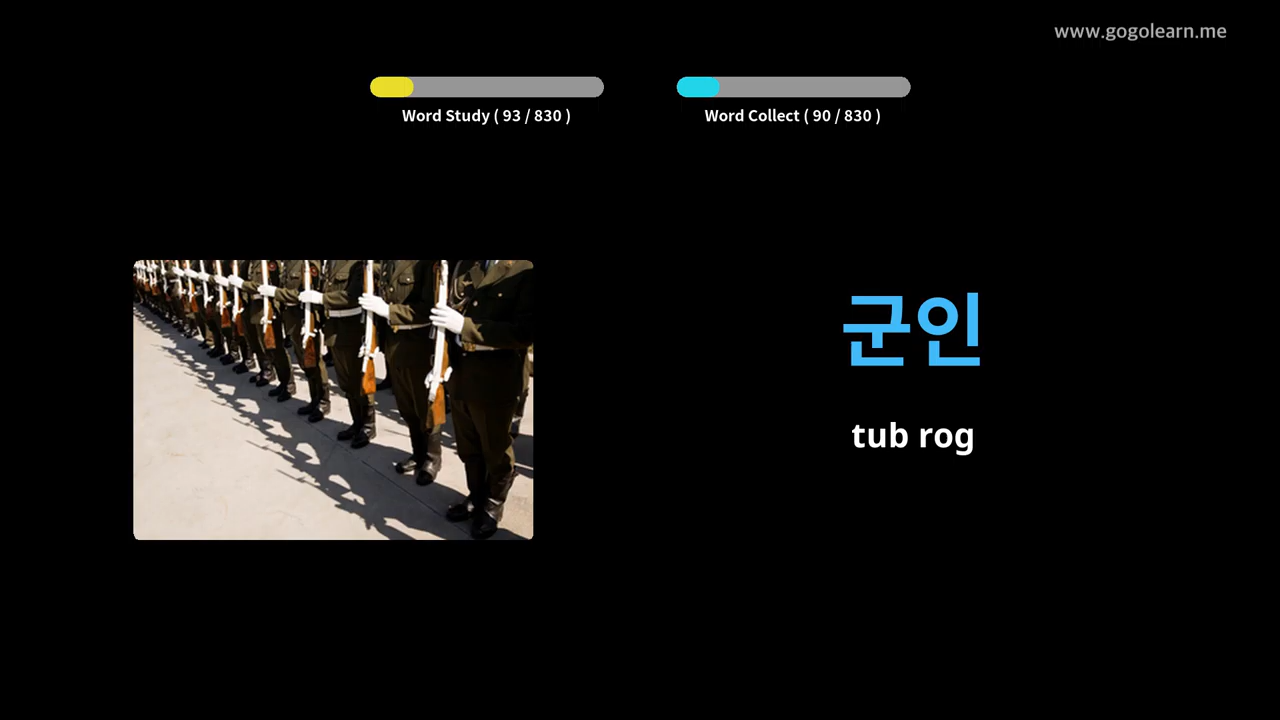 www.gogolearn.me
Word Study ( 93 / 830 )
Word Collect ( 90 / 830 )
군인
tub rog